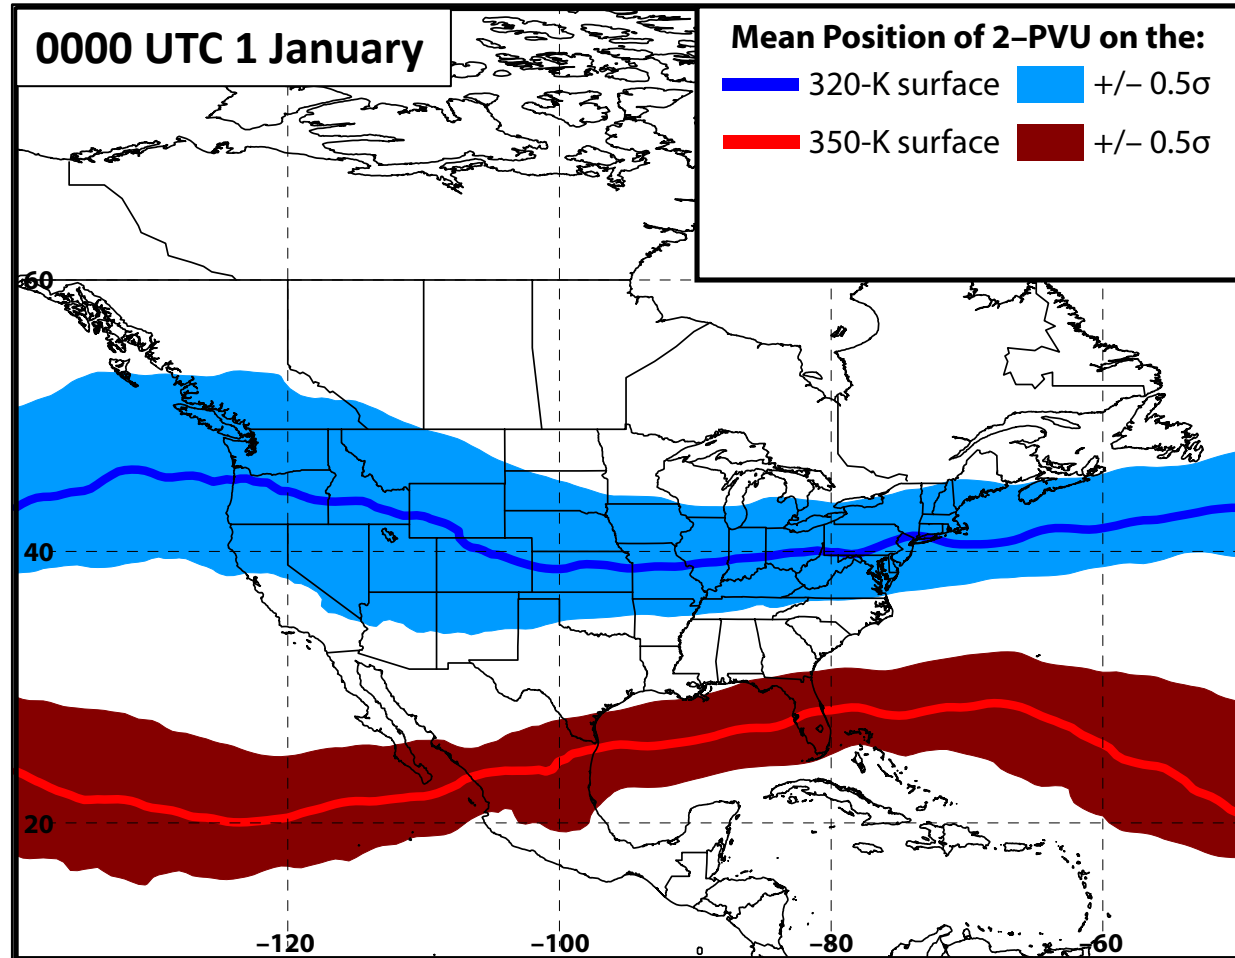 0000 UTC 1 January
Mean Position of 2–PVU on the:
320-K surface +/– 0.5σ
350-K surface +/– 0.5σ
60
40
20
–120 –100 –80 –60